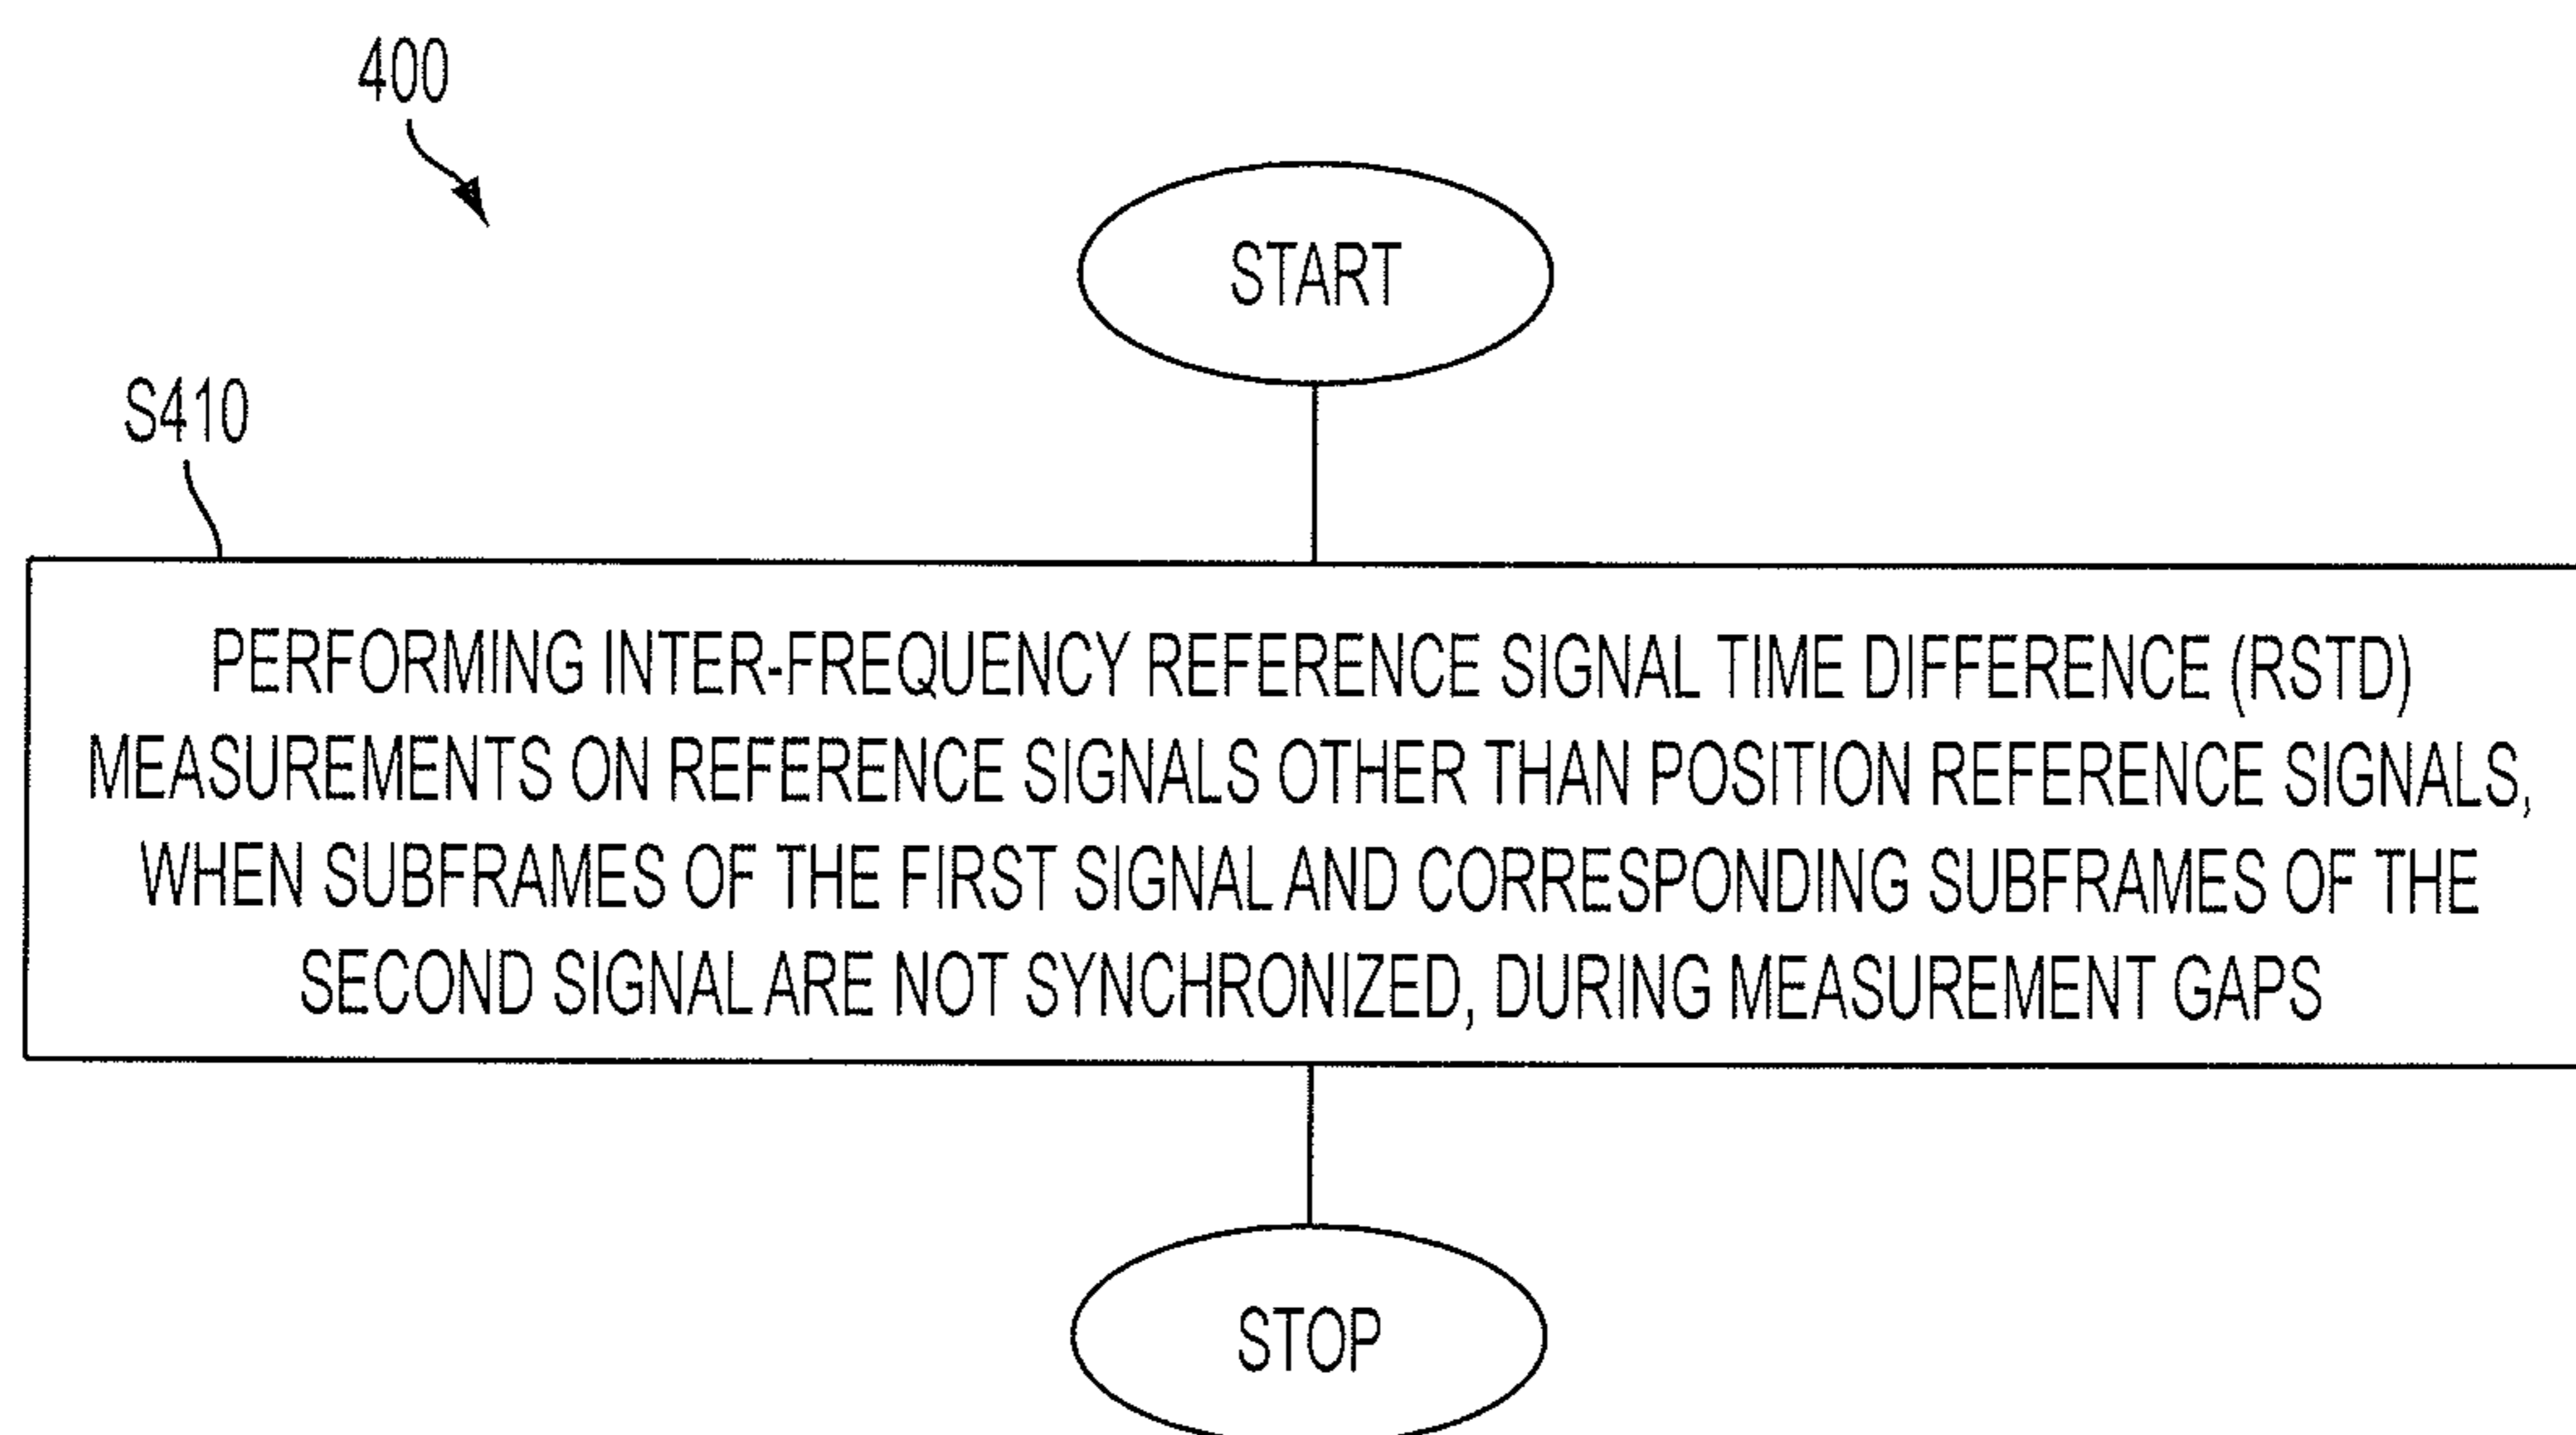 400
START
S410
PERFORMING INTER-FREQUENCY REFERENCE SIGNAL TIME DIFFERENCE (RSTD)
MEASUREMENTS ON REFERENCE SIGNALS OTHER THAN POSITION REFERENCE SIGNALS,
WHEN SUBFRAMES OF THE FIRST SIGNAL AND CORRESPONDING SUBFRAMES OF THE
SECOND SIGNAL ARE NOT SYNCHRONIZED, DURING MEASUREMENT GAPS
STOP